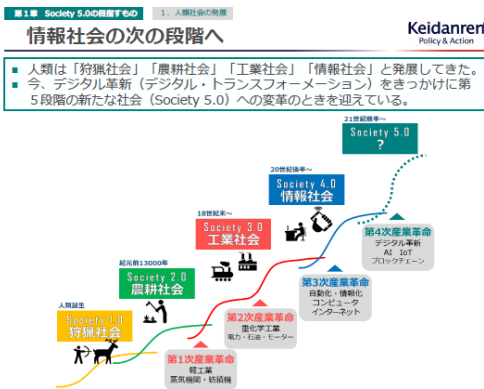 第1章 Society 5.0の目指すもの
1．人類社会の発展
情報社会の次の段階へ
Keidanren
Policy & Action
■ 人類は「狩猟社会」「農耕社会」「工業社会」「情報社会」と発展してきた。
■ 今、デジタル革新（デジタル・トランスフォーメーション）をきっかけに第
５段階の新たな社会（Society 5.0）への変革のときを迎えている。
21世紀前半～
Society 5.0
?
20世紀後半～
Society 4.0
情報社会
18世紀末～
Society 3.0
工業社会
紀元前13000年
Society 2.0
農耕社会
人類誕生
Society 1.0
狩猟社会
第4次産業革命
デジタル革新
AI IoT
ブロックチェーン
第3次産業革命
自動化・情報化
コンピュータ
インターネット
第2次産業革命
重化学工業
電力・石油・モーター
第1次産業革命
軽工業
蒸気機関・紡績機